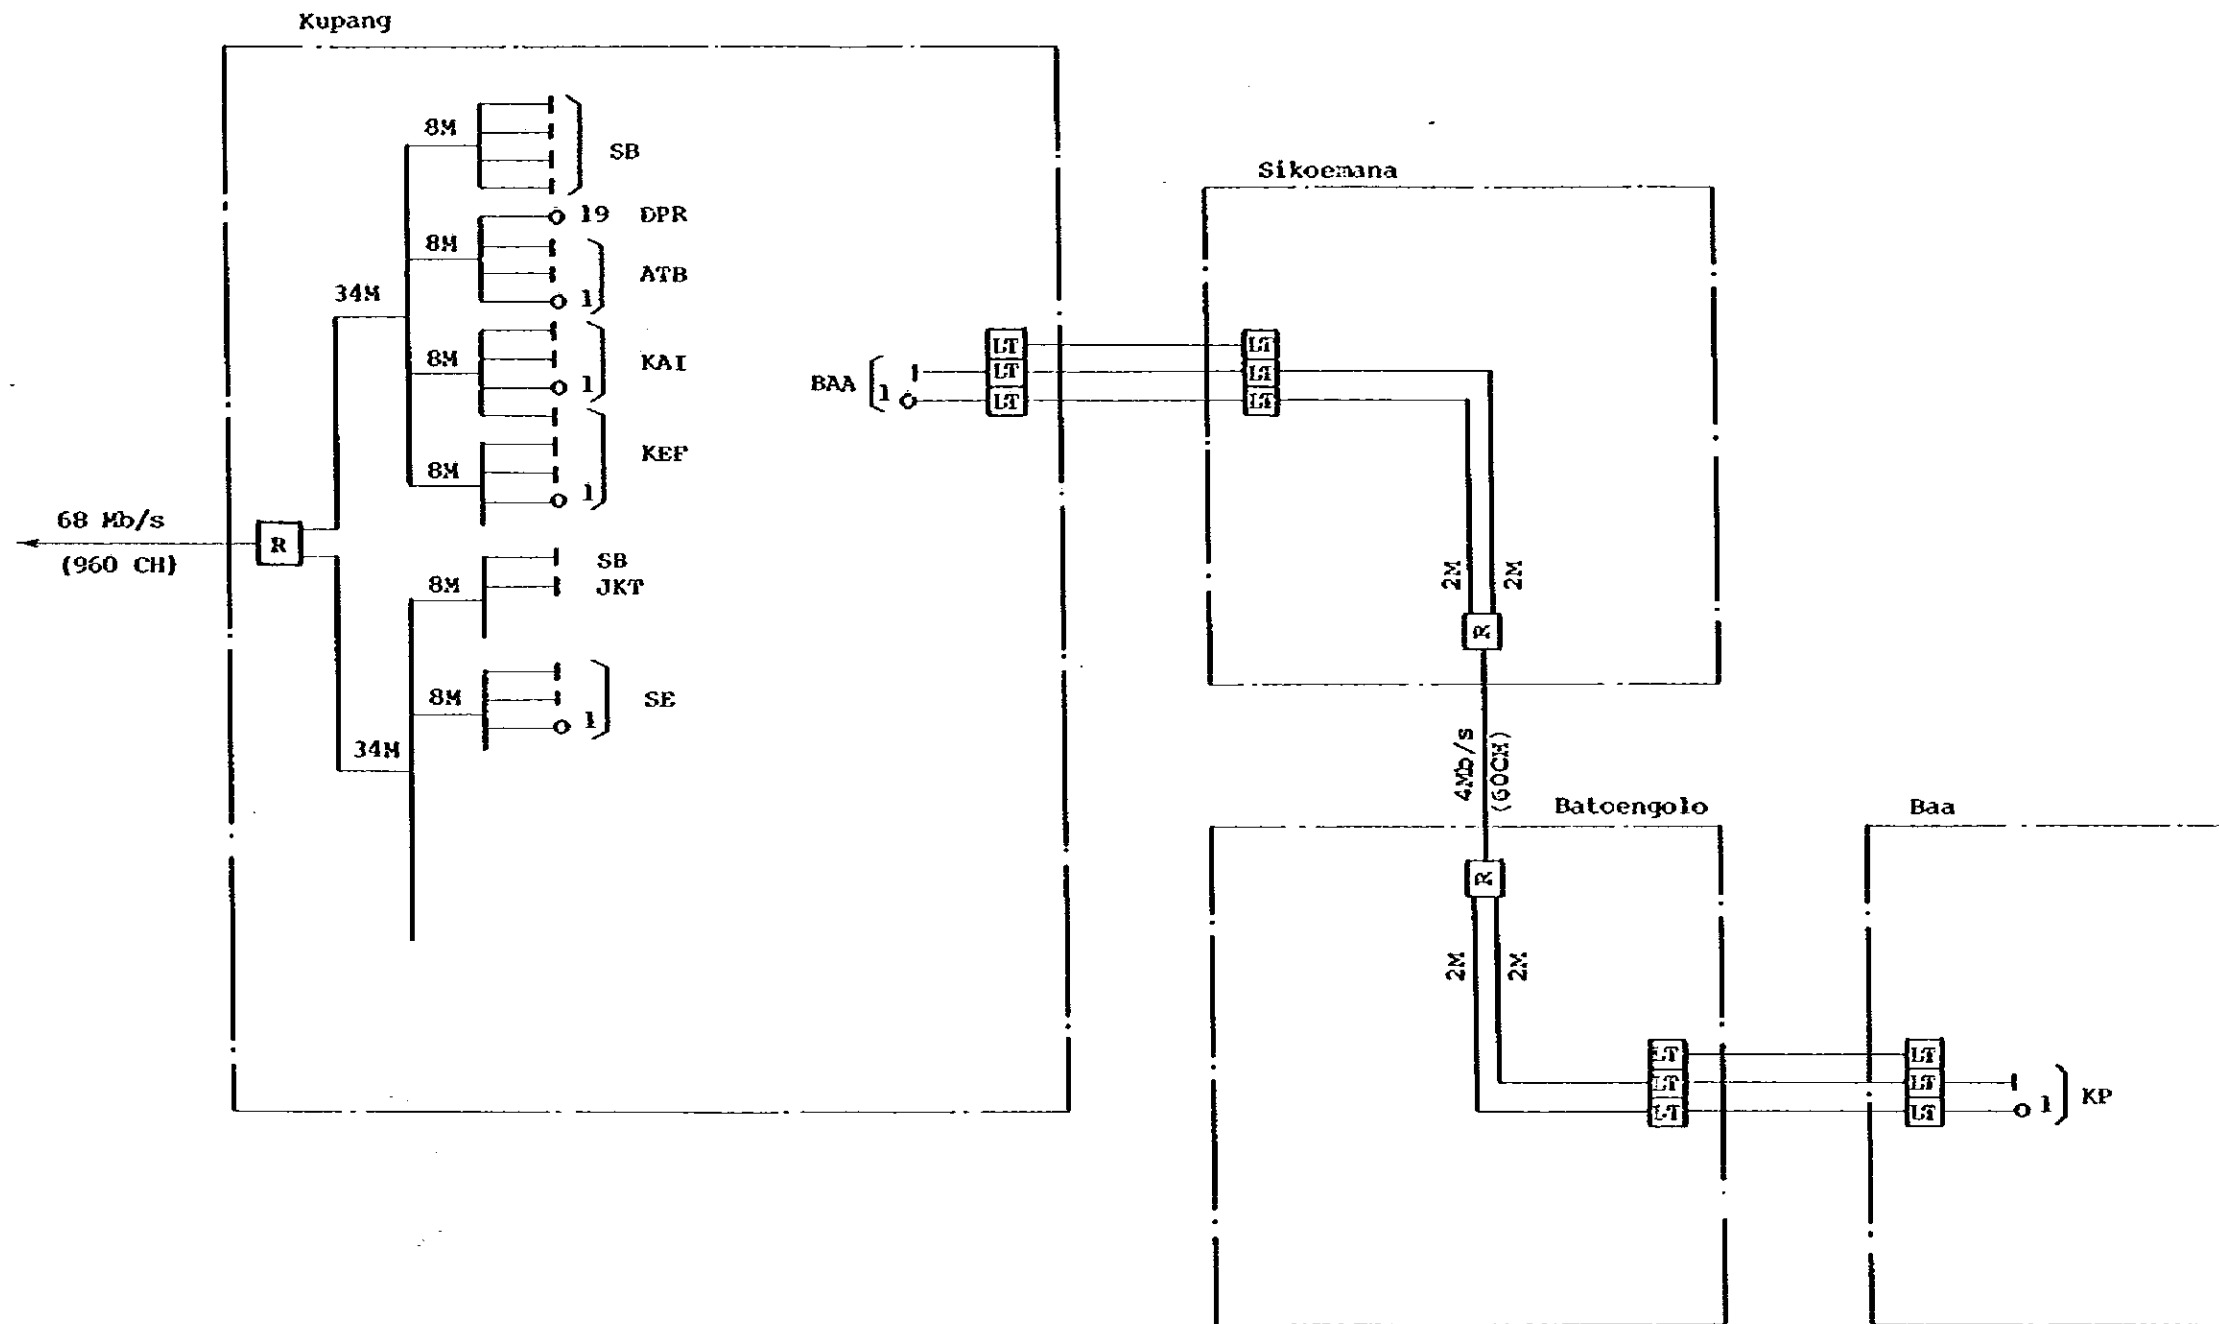 Kupang
8M
SB
19 DPR
8M
ATB
1
34M
8M
KAI
1
KEF
8M
1
68 Mb/s
(960 CH)
R
8M
SB
JKT
8M
SE
1
34M
BAA
1
LT
LT
LT
Sikoemana
LT
LT
LT
2M
2M
R
4Mb/s
(60CH)
Batoengolo
R
2M
2M
LT
LT
LT
Baa
LT
LT
LT
1
KP